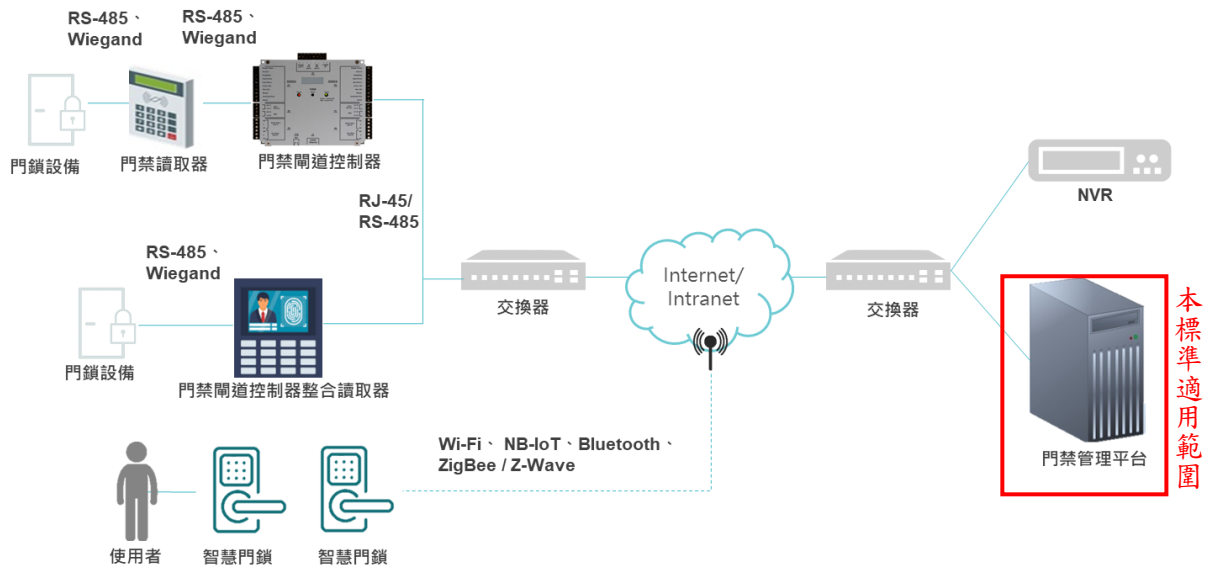 RS-485、
Wiegand
RS-485、
Wiegand
門鎖設備
門禁讀取器
門禁閘道控制器
RJ-45/
RS-485
RS-485、
Wiegand
門鎖設備
門禁閘道控制器整合讀取器
交換器
Internet/
Intranet
交換器
NVR
門禁管理平台
本標準適用範圍
Wi-Fi、 NB-IoT、Bluetooth、
ZigBee / Z-Wave
使用者
智慧門鎖
智慧門鎖